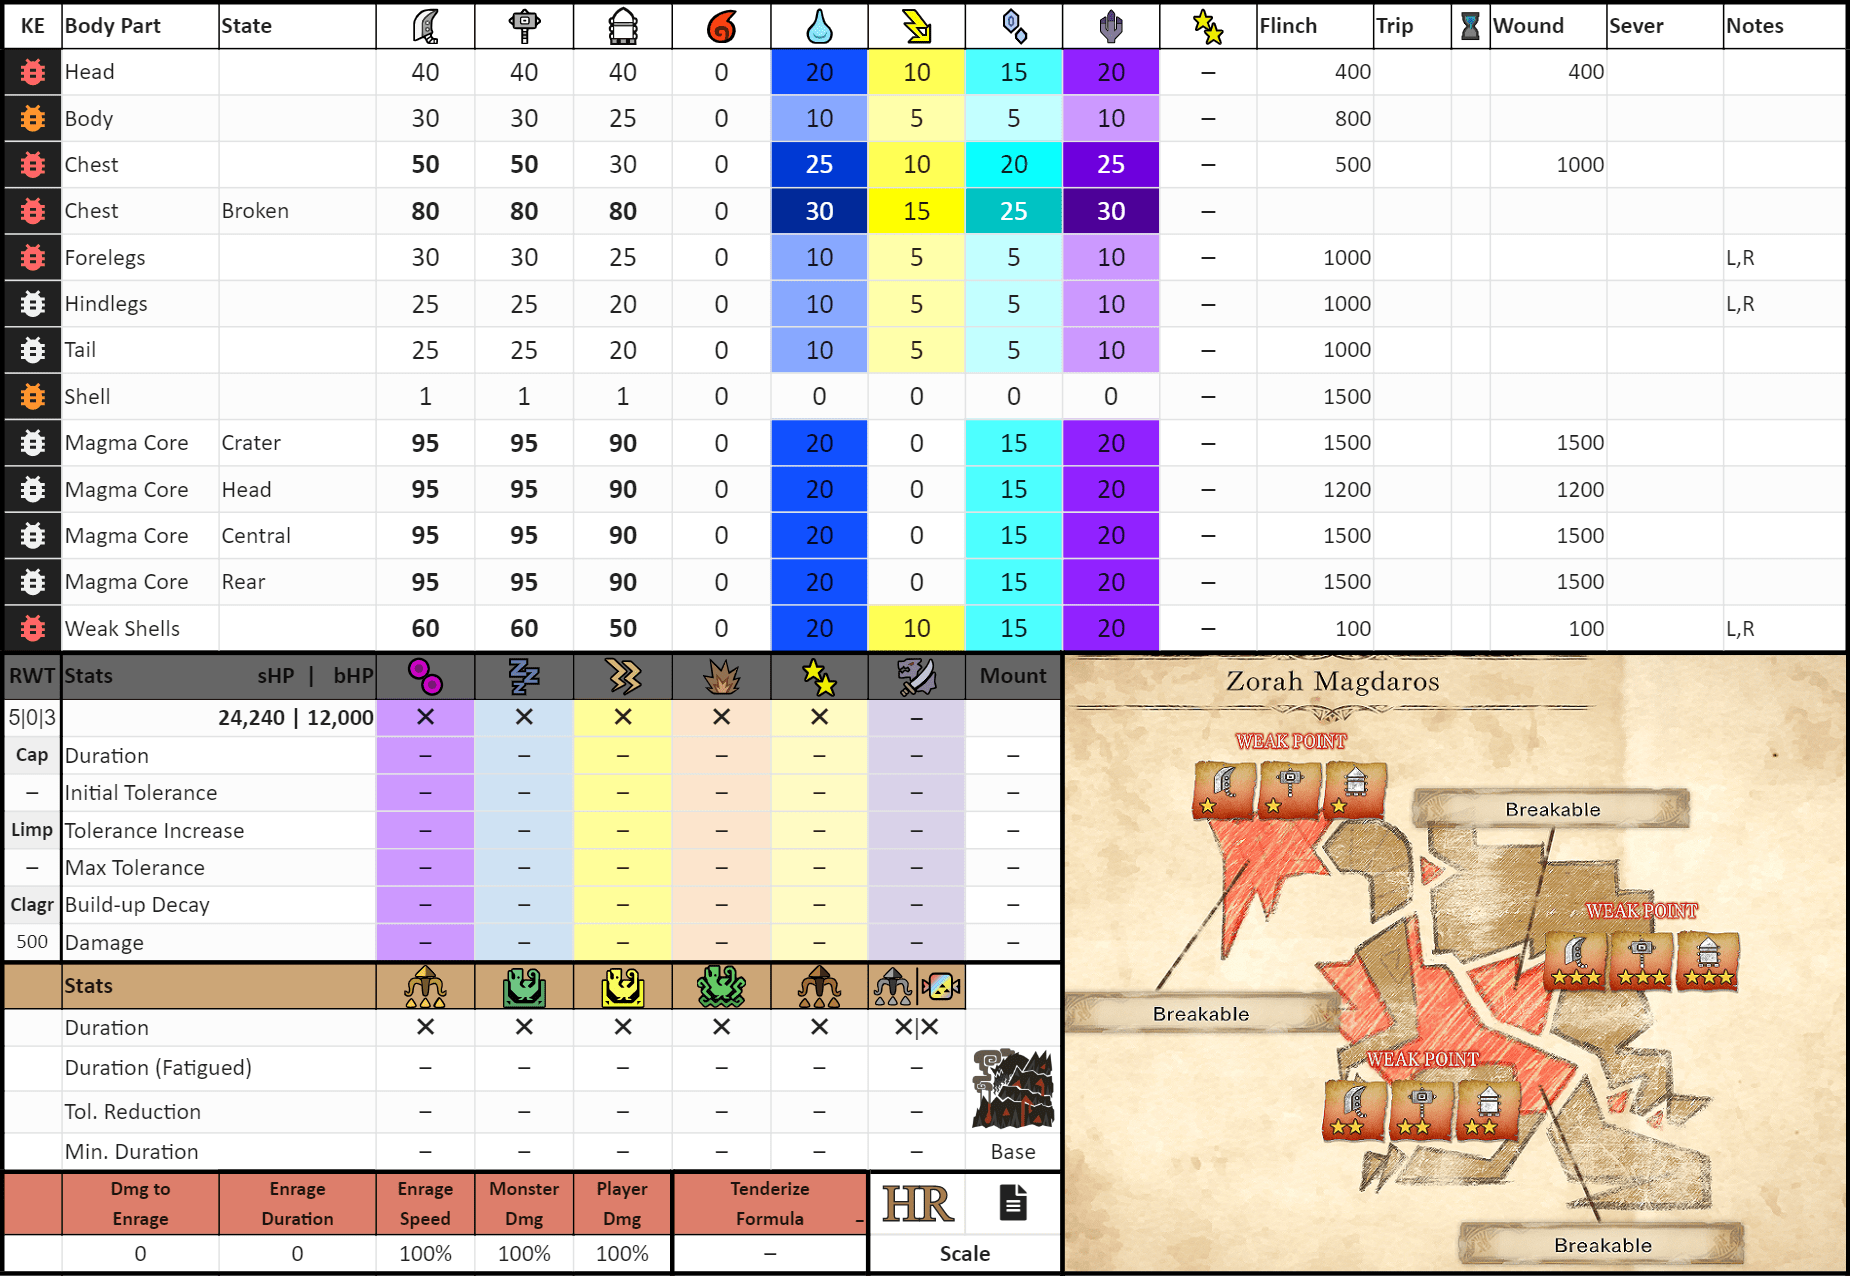 KE Body Part State Flinch Trip Wound Sever Notes
Head 40 40 40 0 20 10 15 20 – 400 400
Body 30 30 25 0 10 5 5 10 – 800
Chest 50 50 30 0 25 10 20 25 – 500 1000
Chest Broken 80 80 80 0 30 15 25 30 –
Forelegs 30 30 25 0 10 5 5 10 – 1000 L,R
Hindlegs 25 25 20 0 10 5 5 10 – 1000 L,R
Tail 25 25 20 0 10 5 5 10 – 1000
Shell 1 1 1 0 0 0 0 0 – 1500
Magma Core Crater 95 95 90 0 20 0 15 20 – 1500 1500
Magma Core Head 95 95 90 0 20 0 15 20 – 1200 1200
Magma Core Central 95 95 90 0 20 0 15 20 – 1500 1500
Magma Core Rear 95 95 90 0 20 0 15 20 – 1500 1500
Weak Shells 60 60 50 0 20 10 15 20 – 100 100 L,R
RWT Stats sHP | bHP Mount
5|0|3 24,240 | 12,000 ✕ ✕ ✕ ✕ ✕ –
Cap Duration – – – – – – –
– Initial Tolerance – – – – – – –
Limp Tolerance Increase – – – – – – –
– Max Tolerance – – – – – – –
Clagr Build-up Decay – – – – – – –
500 Damage – – – – – – –
Stats
Duration ✕ ✕ ✕ ✕ ✕ ✕|✕
Duration (Fatigued) – – – – – –
Tol. Reduction – – – – – –
Min. Duration – – – – – – Base
Dmg to Enrage Enrage Duration Enrage Speed Monster Dmg Player Dmg Tenderize Formula – HR
0 0 100% 100% 100% – Scale
Zorah Magdaros
WEAK POINT
Breakable
WEAK POINT
Breakable
WEAK POINT
Breakable